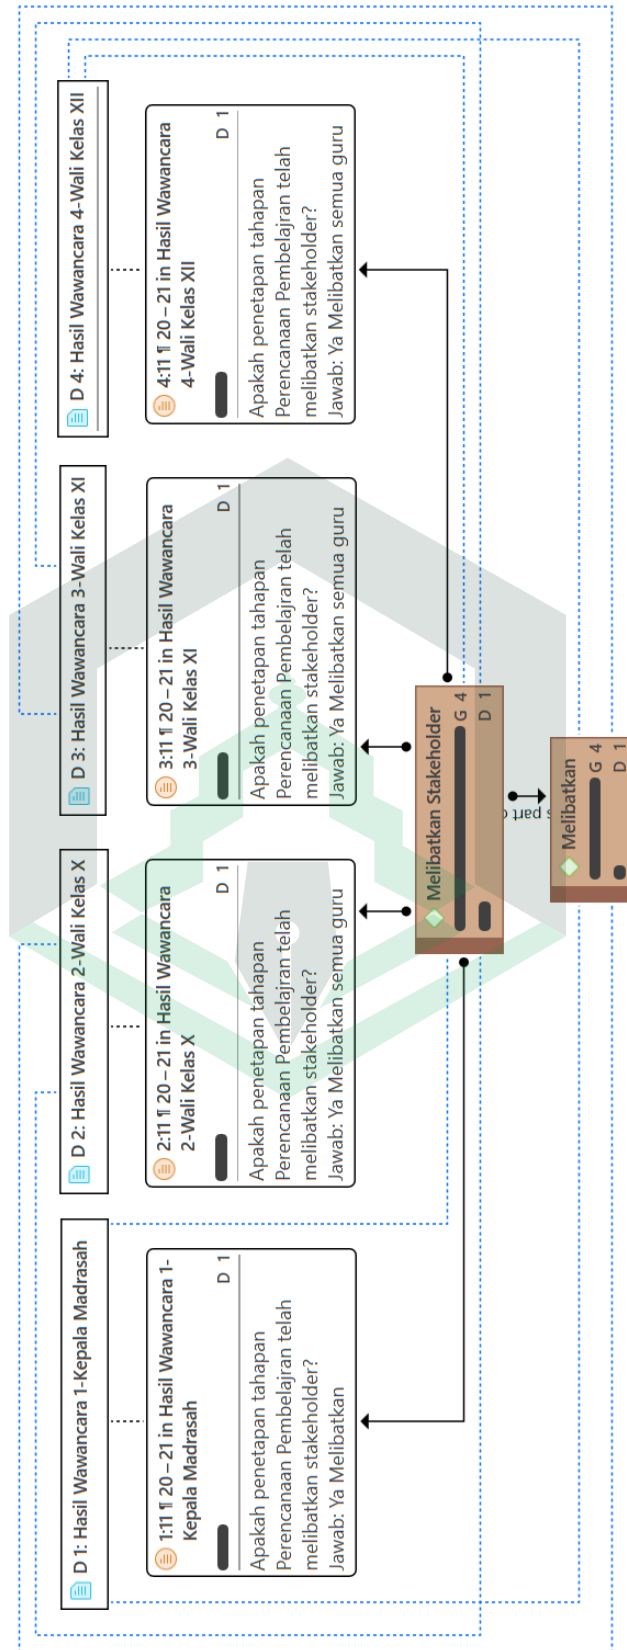 D 1: Hasil Wawancara 1-Kepala Madrasah
D 2: Hasil Wawancara 2-Wali Kelas X
D 3: Hasil Wawancara 3-Wali Kelas XI
D 4: Hasil Wawancara 4-Wali Kelas XII
1:11 ¶ 20 – 21 in Hasil Wawancara 1-
Kepala Madrasah
D 1
Apakah penetapan tahapan
Perencanaan Pembelajran telah
melibatkan stakeholder?
Jawab: Ya Melibatkan
2:11 ¶ 20 – 21 in Hasil Wawancara
2-Wali Kelas X
D 1
Apakah penetapan tahapan
Perencanaan Pembelajran telah
melibatkan stakeholder?
Jawab: Ya Melibatkan semua guru
3:11 ¶ 20 – 21 in Hasil Wawancara
3-Wali Kelas XI
D 1
Apakah penetapan tahapan
Perencanaan Pembelajran telah
melibatkan stakeholder?
Jawab: Ya Melibatkan semua guru
4:11 ¶ 20 – 21 in Hasil Wawancara
4-Wali Kelas XII
D 1
Apakah penetapan tahapan
Perencanaan Pembelajran telah
melibatkan stakeholder?
Jawab: Ya Melibatkan semua guru
Melibatkan Stakeholder
G 4
D 1
part
Melibatkan
G 4
D 1